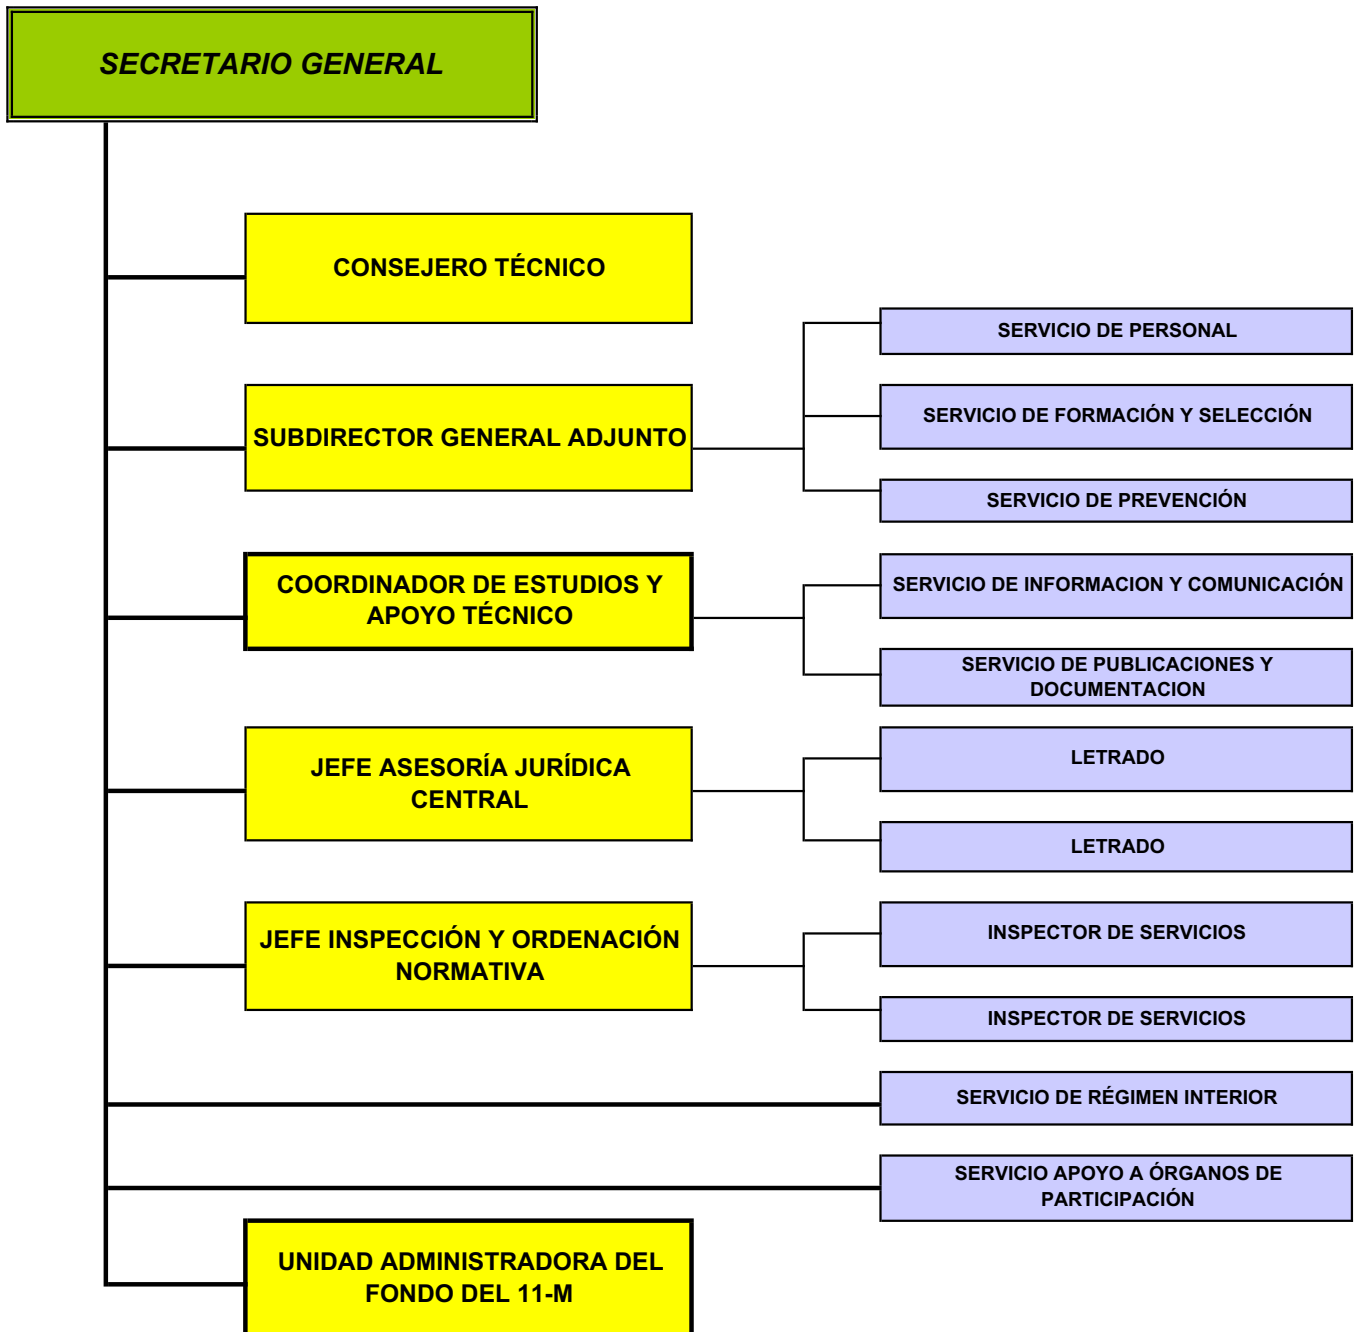 SECRETARIO GENERAL
CONSEJERO TÉCNICO
SERVICIO DE PERSONAL
SERVICIO DE FORMACIÓN Y SELECCIÓN
SUBDIRECTOR GENERAL ADJUNTO
SERVICIO DE PREVENCIÓN
COORDINADOR DE ESTUDIOS Y
APOYO TÉCNICO
SERVICIO DE INFORMACION Y COMUNICACIÓN
SERVICIO DE PUBLICACIONES Y
DOCUMENTACION
JEFE ASESORÍA JURÍDICA
CENTRAL
LETRADO
LETRADO
JEFE INSPECCIÓN Y ORDENACIÓN
NORMATIVA
INSPECTOR DE SERVICIOS
INSPECTOR DE SERVICIOS
SERVICIO DE RÉGIMEN INTERIOR
SERVICIO APOYO A ÓRGANOS DE
PARTICIPACIÓN
UNIDAD ADMINISTRADORA DEL
FONDO DEL 11-M